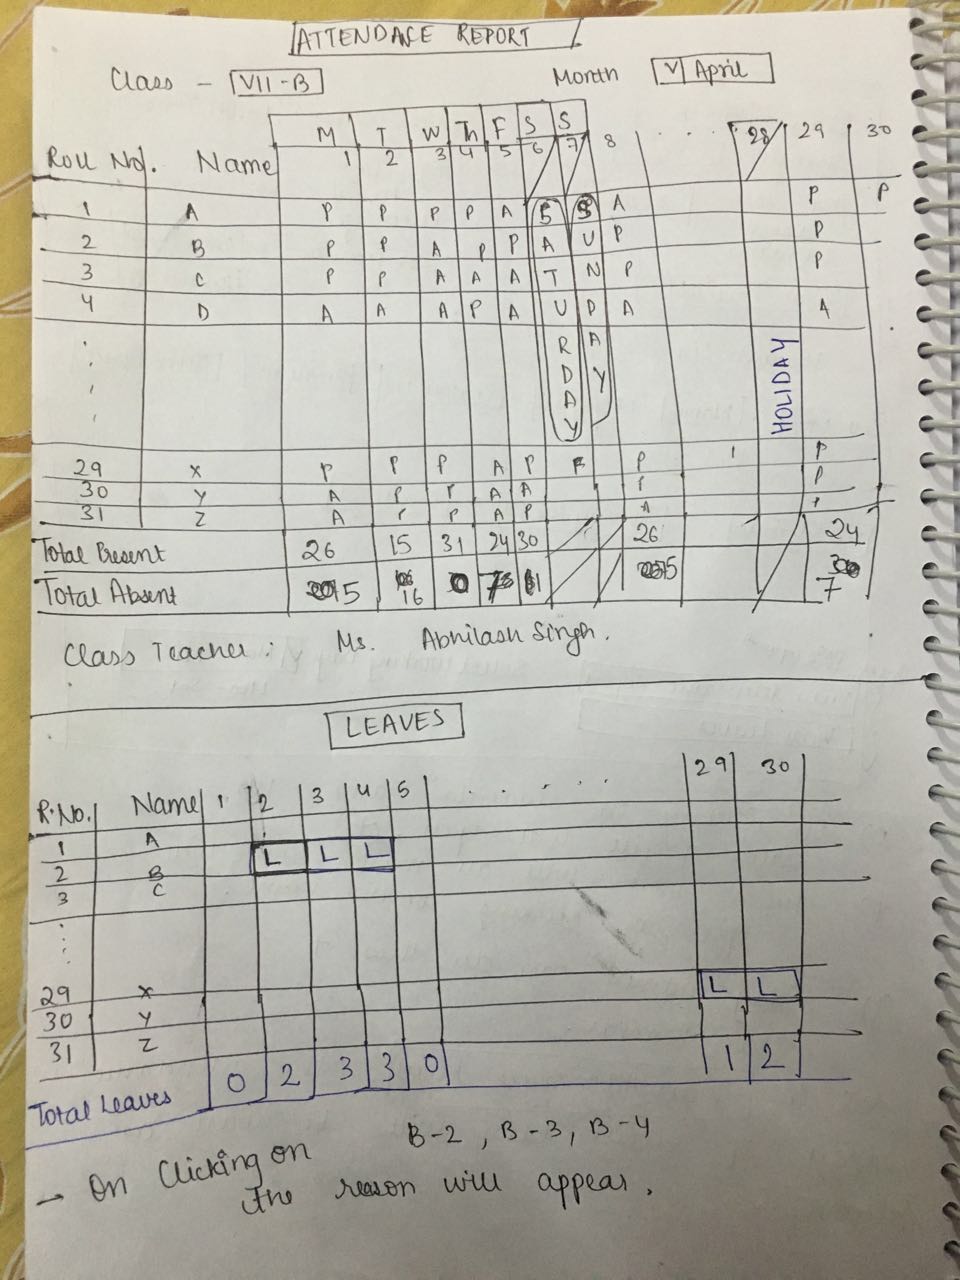 ATTENDANCE REPORT
Class - VII-B Month V April
M T W Th F S S
Roll No. Name 1 2 3 4 5 6 7 8 . . . 28 29 30
1 A P P P P A S S A P P
2 B P P A P P A U P P
3 C P P A A A T N P P
4 D A A A P A U D A A
R A
D Y
A
Y
HOLIDAY
29 X P P P A P P P
30 Y A P P A A P P
31 Z A P P A P A P
Total Present 26 15 31 24 30 26 24
Total Absent 5 16 0 7 1 5 7
Class Teacher: Ms. Abhilash Singh.
LEAVES
R.No. Name 1 2 3 4 5 . . . . 29 30
1 A
2 B L L L
3 C
29 X L L
30 Y
31 Z
Total Leaves 0 2 3 3 0 1 2
→ On Clicking on B-2, B-3, B-4
the reason will appear.